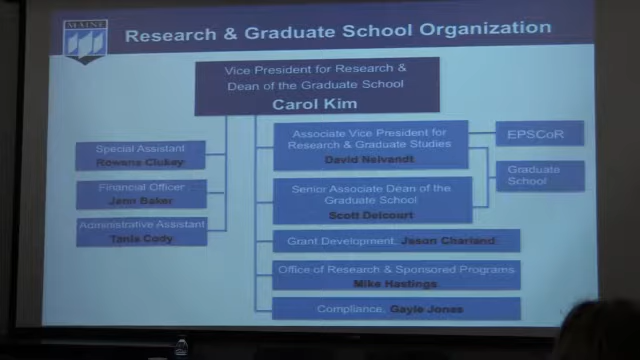 MAINE
Research & Graduate School Organization
Vice President for Research &
Dean of the Graduate School
Carol Kim
Special Assistant
Rowena Clukey
Financial Officer
Jenn Baker
Administrative Assistant
Tania Cody
Associate Vice President for
Research & Graduate Studies
David Neivandt
Senior Associate Dean of the
Graduate School
Scott Delcourt
Grant Development, Jason Charland
Office of Research & Sponsored Programs
Mike Hastings
Compliance, Gayle Jones
EPSCoR
Graduate
School